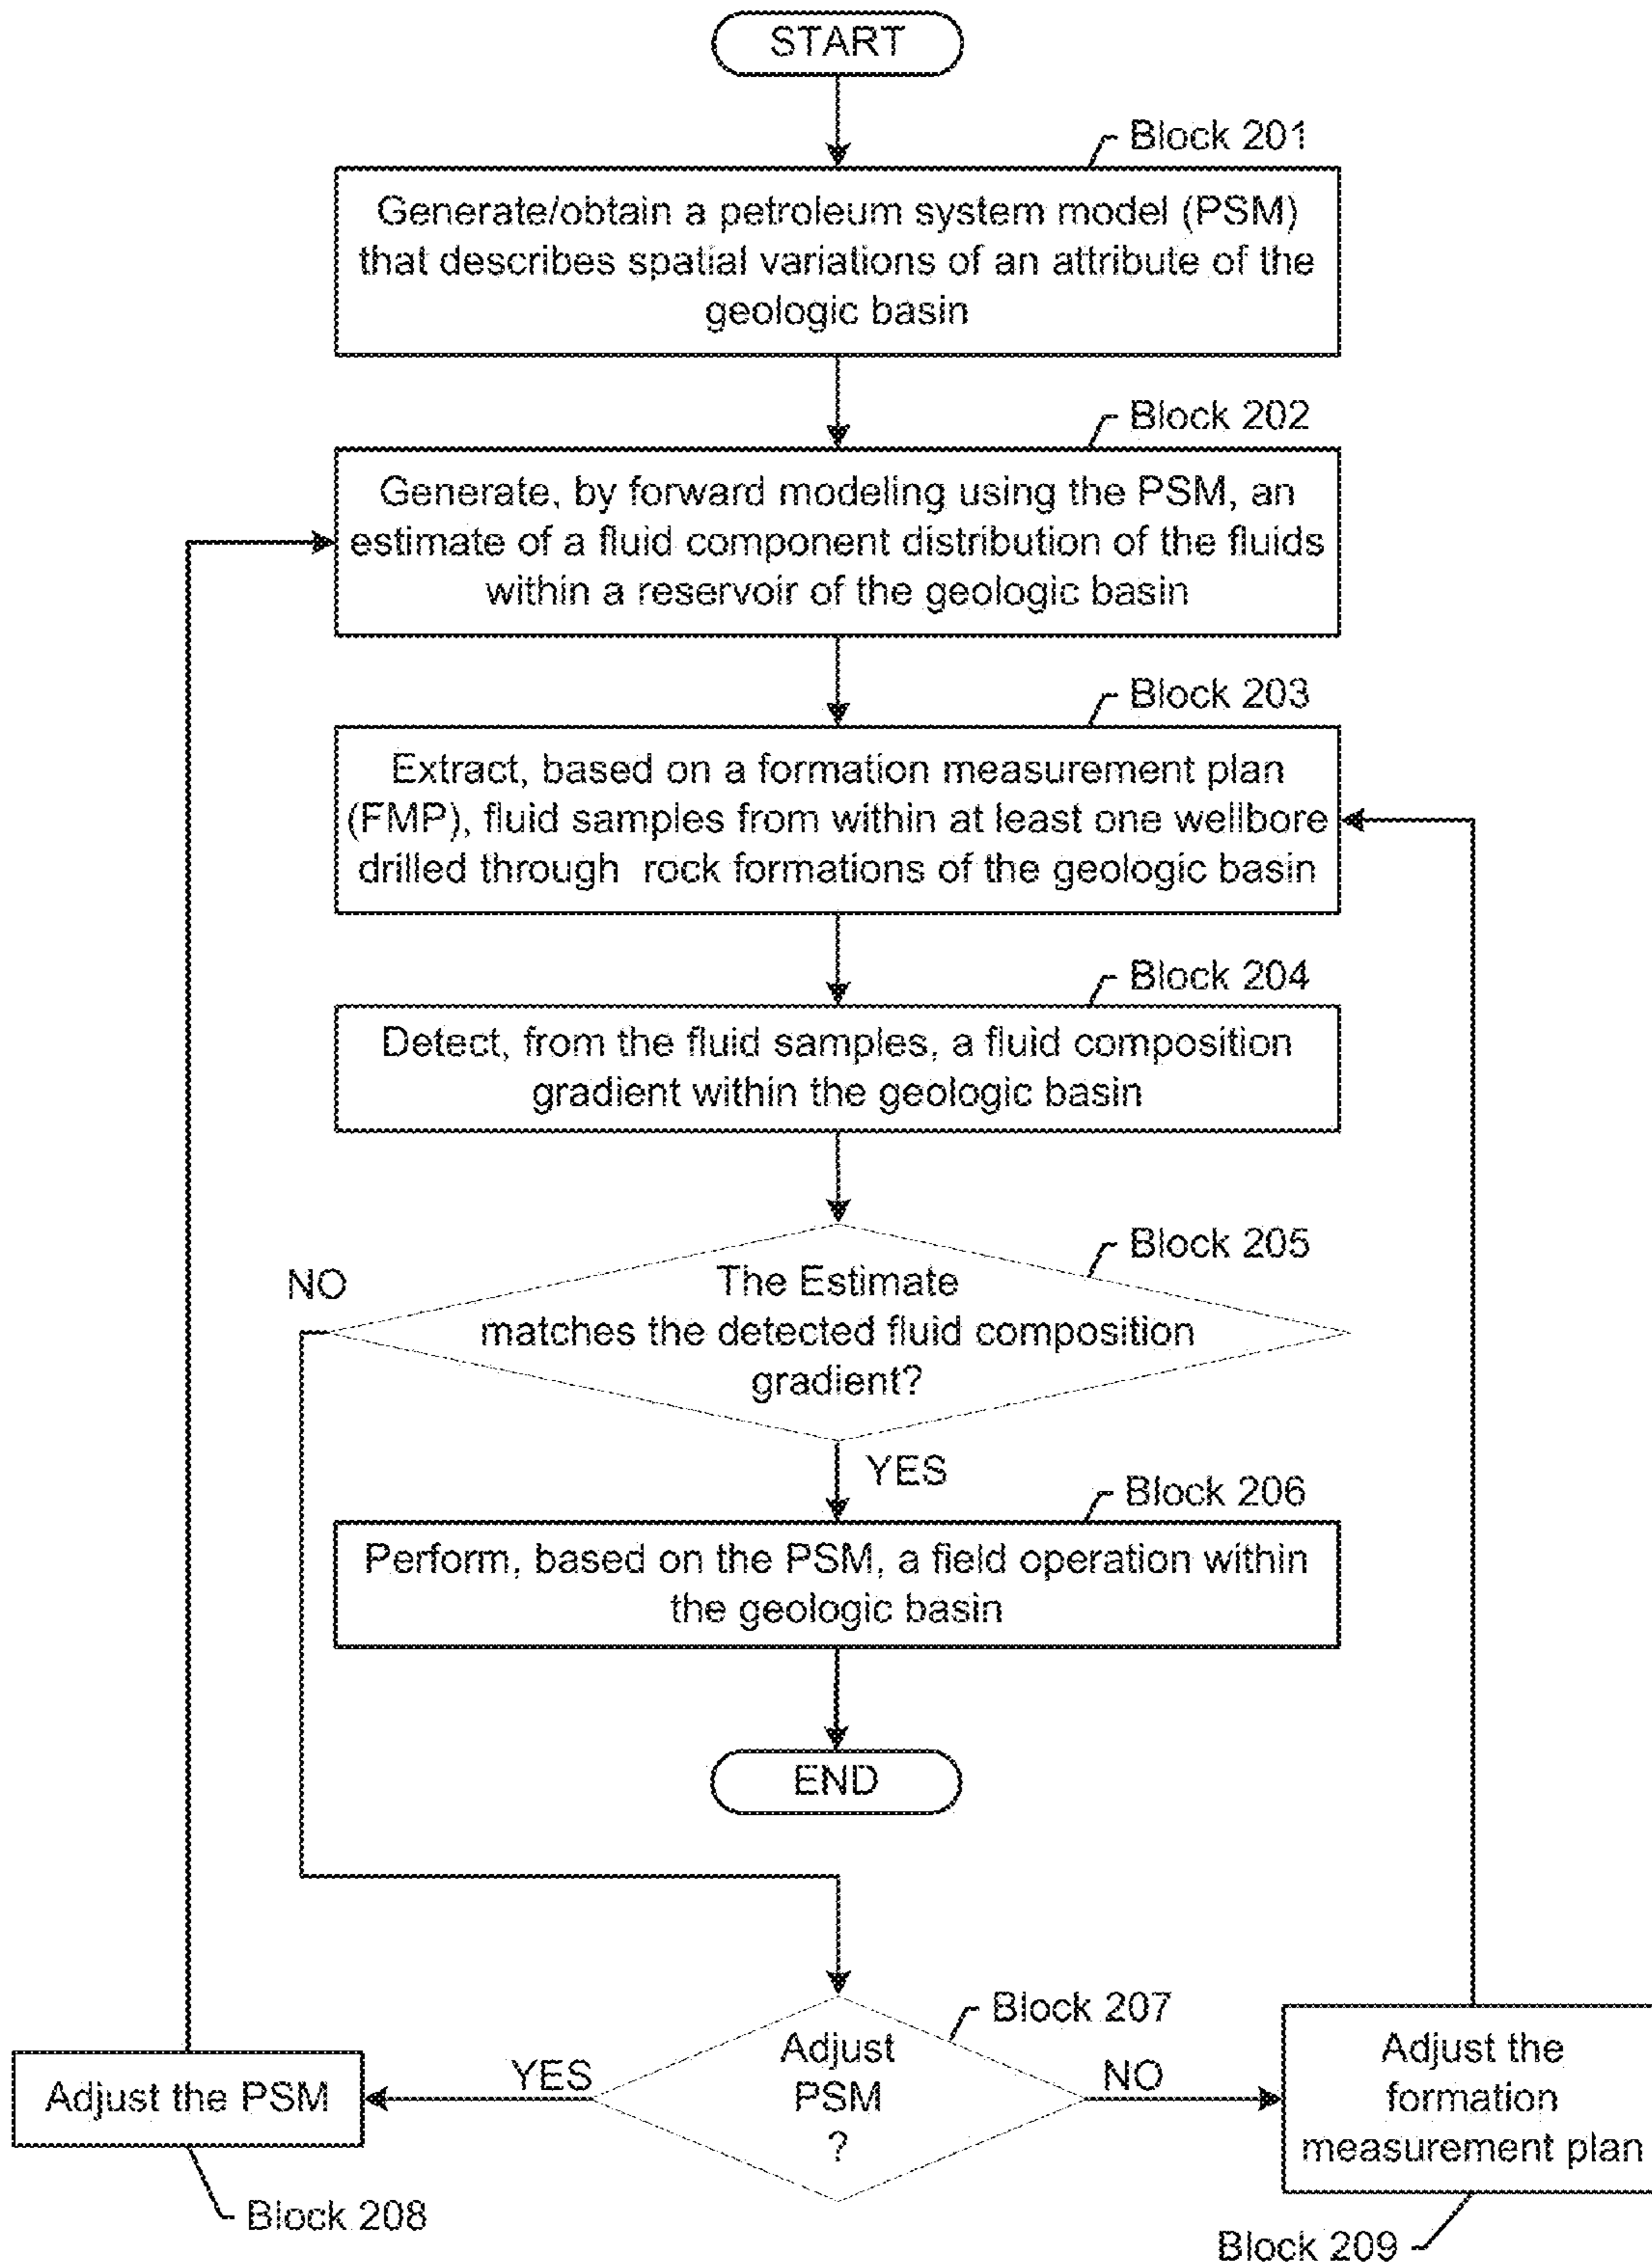 START
Block 201
Generate/obtain a petroleum system model (PSM)
that describes spatial variations of an attribute of the
geologic basin
Block 202
Generate, by forward modeling using the PSM, an
estimate of a fluid component distribution of the fluids
within a reservoir of the geologic basin
Block 203
Extract, based on a formation measurement plan
(FMP), fluid samples from within at least one wellbore
drilled through rock formations of the geologic basin
Block 204
Detect, from the fluid samples, a fluid composition
gradient within the geologic basin
Block 205
NO
The Estimate
matches the detected fluid composition
gradient?
YES
Block 206
Perform, based on the PSM, a field operation within
the geologic basin
END
Block 207
Adjust
PSM
?
YES
NO
Adjust the PSM
Block 208
Adjust the
formation
measurement plan
Block 209